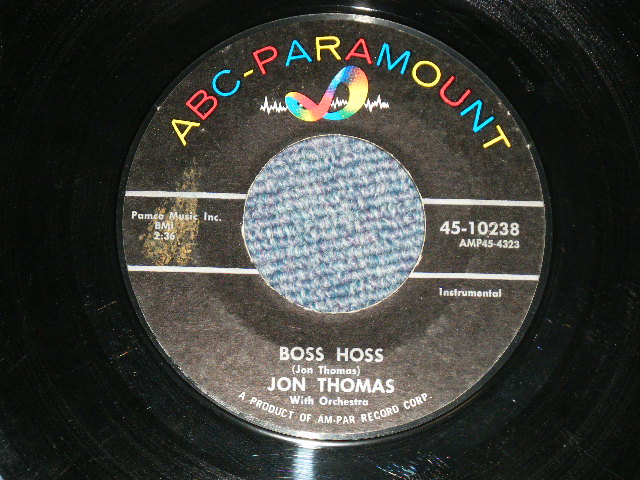 ABC-PARAMOUNT
Pamco Music Inc.
BMI
2:36
45-10238
AMP45-4323
Instrumental
BOSS HOSS
(Jon Thomas)
JON THOMAS
With Orchestra
A PRODUCT OF AM-PAR RECORD CORP.